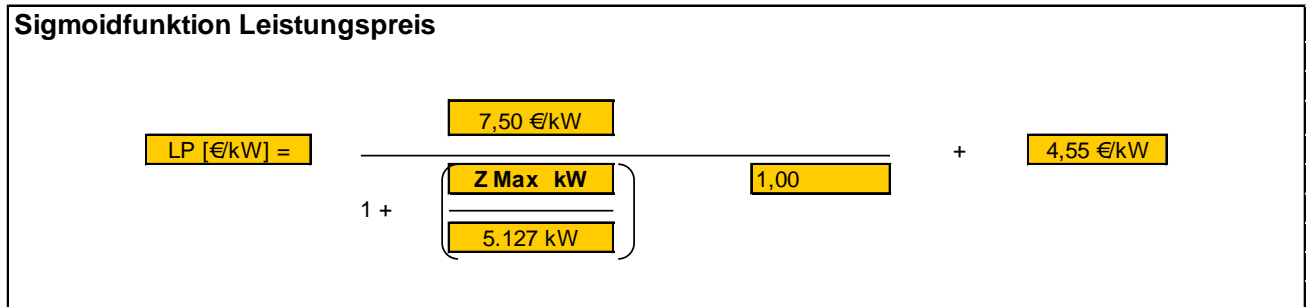 Sigmoidfunktion Leistungspreis
7,50 €/kW
LP [€/kW] = + 4,55 €/kW
Z Max kW 1,00
1 +
5.127 kW